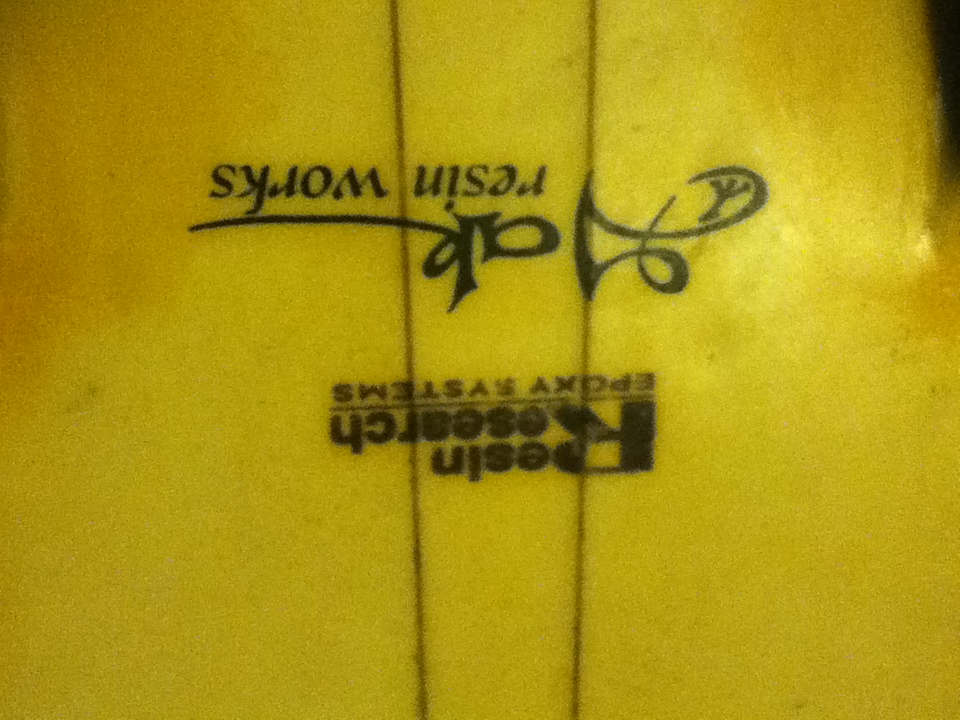 Resin
Research
EPOXY SYSTEMS
resin works